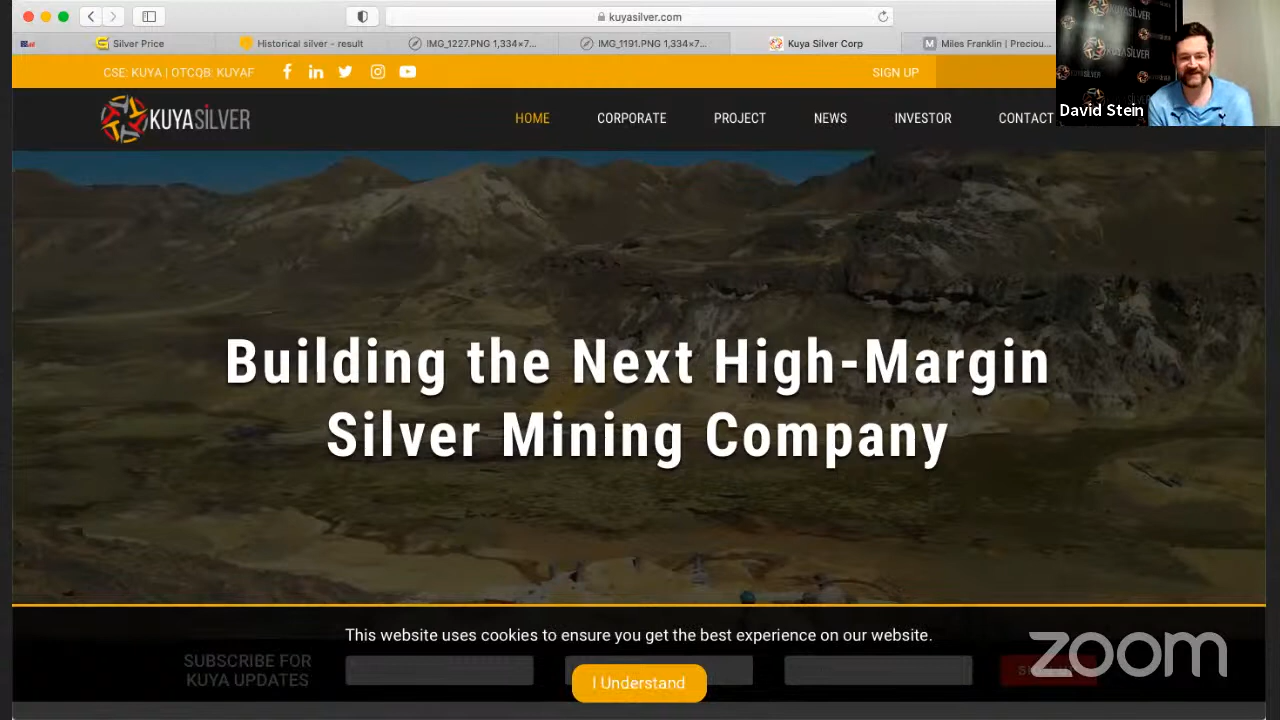 kuyasilver.com
Silver Price
Historical silver - result
IMG_1227.PNG 1,334×7...
IMG_1191.PNG 1,334×7...
Kuya Silver Corp
M Miles Franklin | Preciou...
CSE: KUYA | OTCQB: KUYAF
SIGN UP
KUYASILVER
HOME
CORPORATE
PROJECT
NEWS
INVESTOR
CONTACT
KUYASILVER
KUYASILVER
David Stein
Building the Next High-Margin
Silver Mining Company
This website uses cookies to ensure you get the best experience on our website.
SUBSCRIBE FOR
KUYA UPDATES
I Understand
zoom